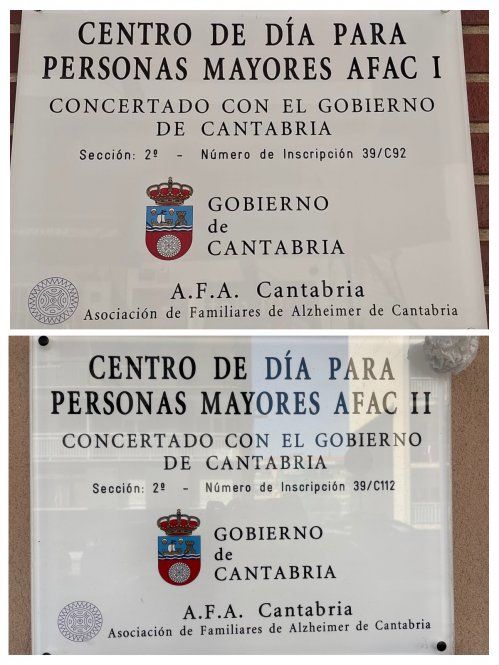 CENTRO DE DÍA PARA
PERSONAS MAYORES AFAC I
CONCERTADO CON EL GOBIERNO
DE CANTABRIA
Sección: 2º - Número de Inscripción 39/C92
GOBIERNO
de
CANTABRIA
A.F.A. Cantabria
Asociación de Familiares de Alzheimer de Cantabria
CENTRO DE DÍA PARA
PERSONAS MAYORES AFAC II
CONCERTADO CON EL GOBIERNO
DE CANTABRIA
Sección: 2º - Número de Inscripción 39/C112
GOBIERNO
de
CANTABRIA
A.F.A. Cantabria
Asociación de Familiares de Alzheimer de Cantabria